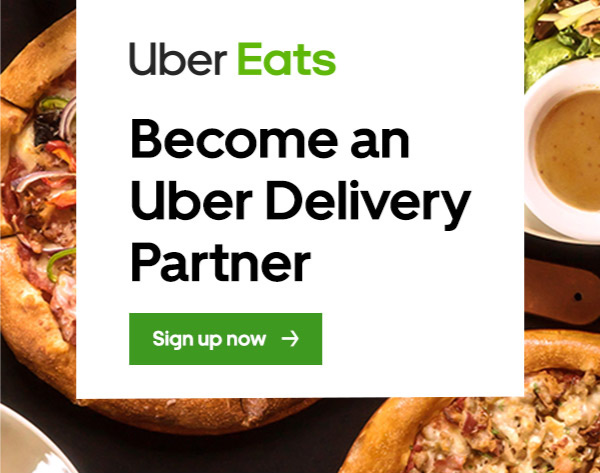 Uber Eats
Become an
Uber Delivery
Partner
Sign up now →